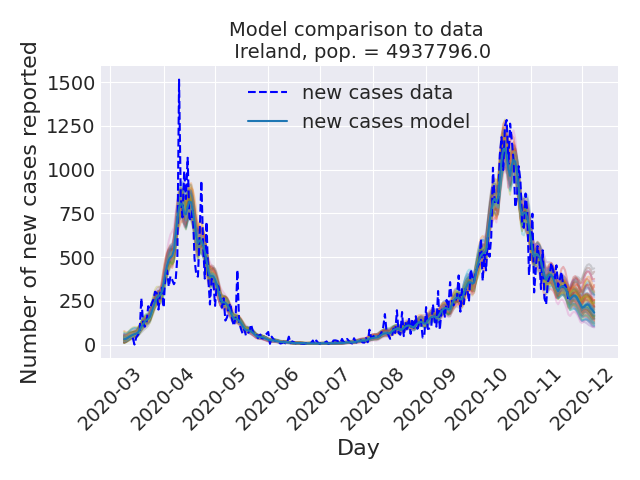 Model comparison to data
Ireland, pop. = 4937796.0
Number of new cases reported
1500
1250
1000
750
500
250
0
new cases data
new cases model
2020-03
2020-04
2020-05
2020-06
2020-07
2020-08
2020-09
2020-10
2020-11
2020-12
Day